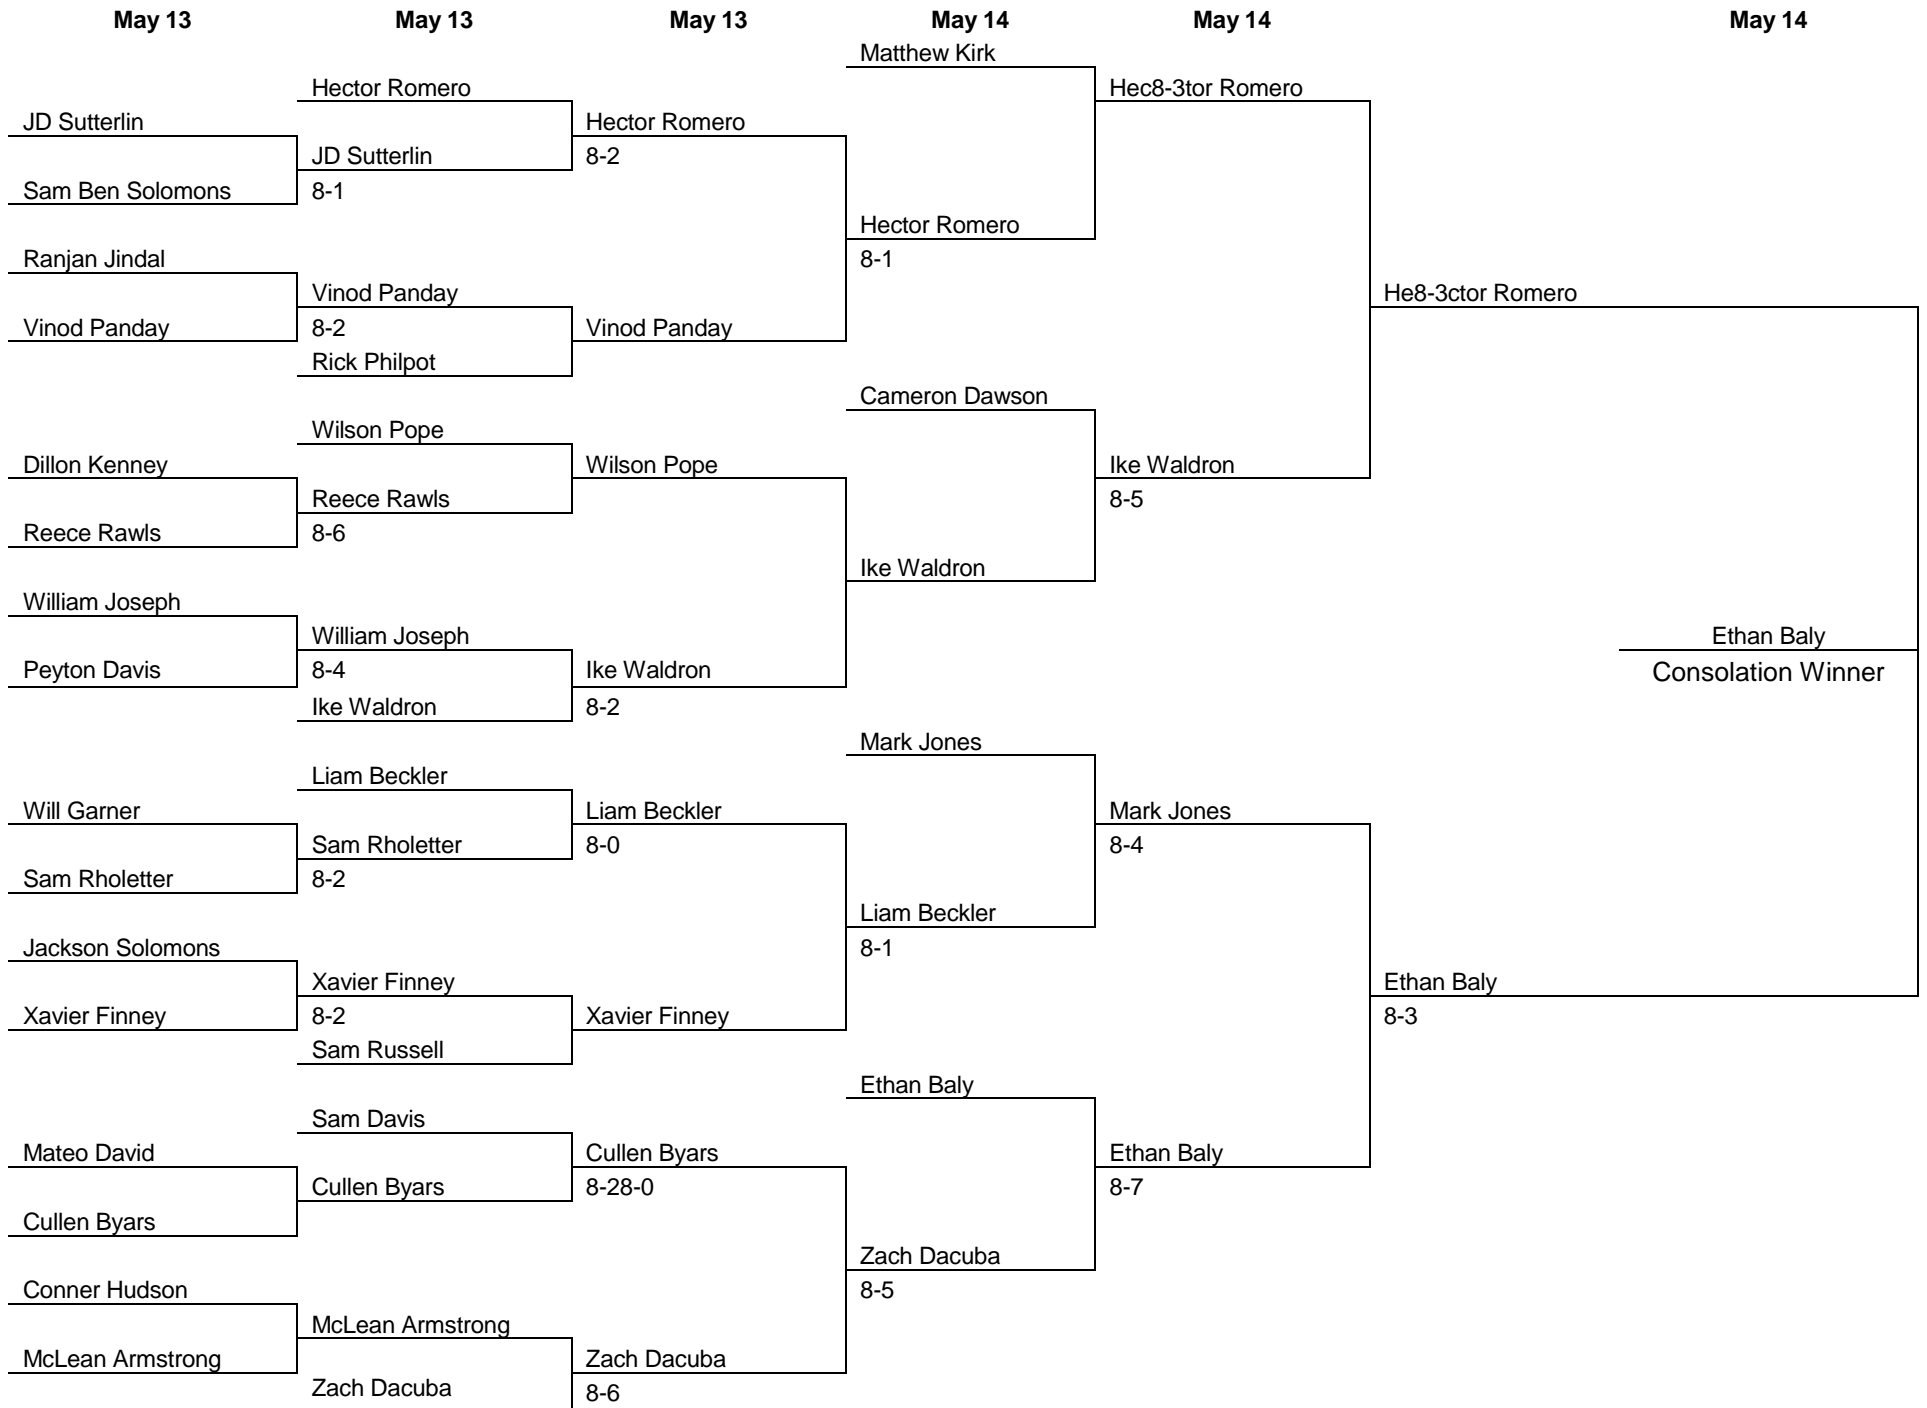 May 13 May 13 May 13 May 14 May 14 May 14
Matthew Kirk
Hector Romero Hec8-3tor Romero
JD Sutterlin Hector Romero
JD Sutterlin 8-2
Sam Ben Solomons 8-1
Hector Romero
Ranjan Jindal 8-1
Vinod Panday He8-3ctor Romero
Vinod Panday 8-2 Vinod Panday
Rick Philpot
Cameron Dawson
Wilson Pope
Dillon Kenney Wilson Pope Ike Waldron
Reece Rawls 8-5
Reece Rawls 8-6
Ike Waldron
William Joseph
William Joseph Ethan Baly
Peyton Davis 8-4 Ike Waldron Consolation Winner
Ike Waldron 8-2
Mark Jones
Liam Beckler
Will Garner Liam Beckler Mark Jones
Sam Rholetter 8-0 8-4
Sam Rholetter 8-2
Liam Beckler
Jackson Solomons 8-1
Xavier Finney Ethan Baly
Xavier Finney 8-2 Xavier Finney 8-3
Sam Russell
Ethan Baly
Sam Davis
Mateo David Cullen Byars Ethan Baly
Cullen Byars 8-28-0 8-7
Cullen Byars
Zach Dacuba
Conner Hudson 8-5
McLean Armstrong
McLean Armstrong Zach Dacuba
Zach Dacuba 8-6